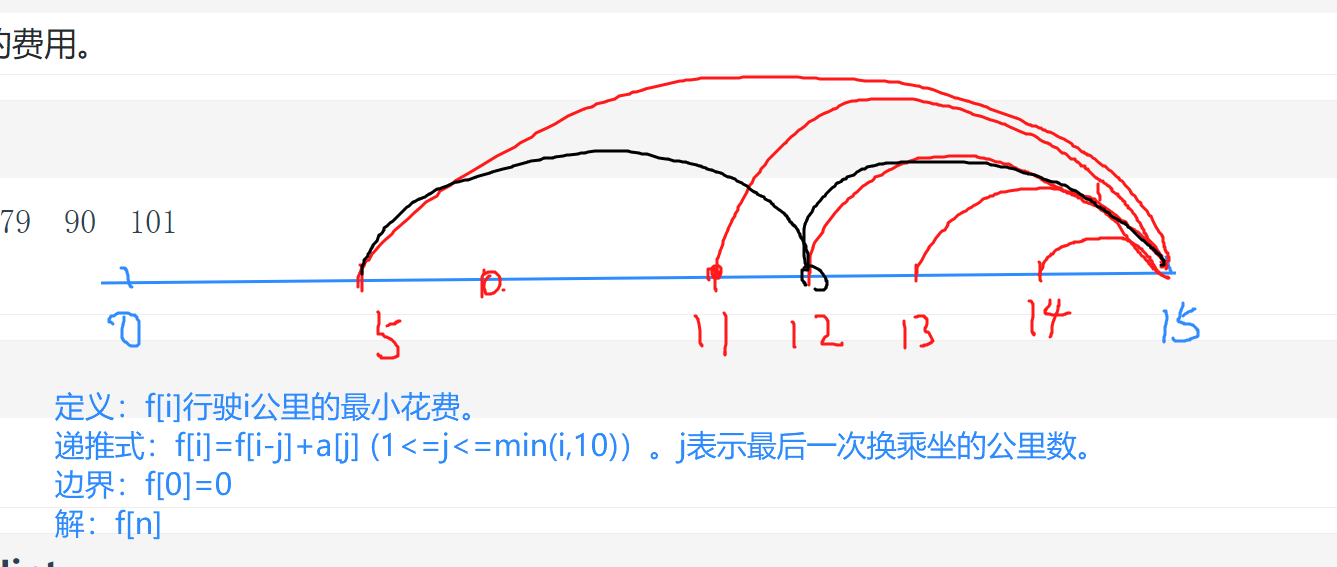 的费用。
79 90 101
0 5 0. 11 12 13 14 15
定义：f[i]行驶i公里的最小花费。
递推式：f[i]=f[i-j]+a[j] (1<=j<=min(i,10)）。j表示最后一次换乘坐的公里数。
边界：f[0]=0
解：f[n]